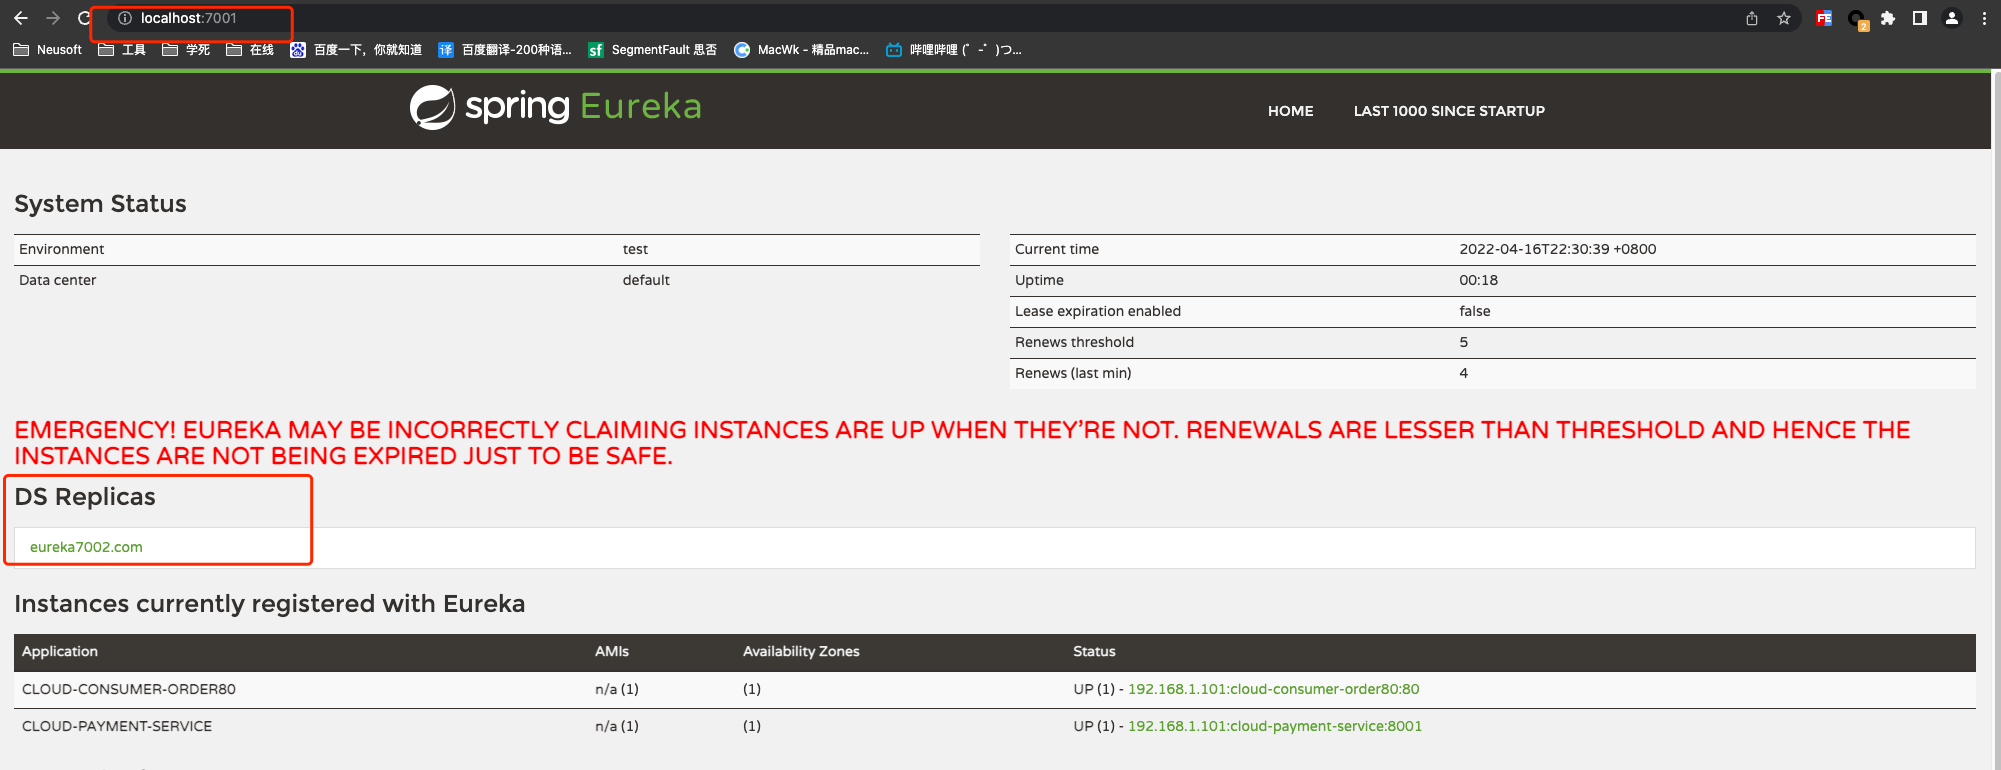 localhost:7001
Neusoft 工具 学死 在线 百度一下，你就知道 译 百度翻译-200种语... sf SegmentFault 思否 MacWk - 精品mac... 哔哩哔哩 (゜-゜)つ...
FE 2
spring Eureka HOME LAST 1000 SINCE STARTUP
System Status
Environment test Current time 2022-04-16T22:30:39 +0800
Data center default Uptime 00:18
Lease expiration enabled false
Renews threshold 5
Renews (last min) 4
EMERGENCY! EUREKA MAY BE INCORRECTLY CLAIMING INSTANCES ARE UP WHEN THEY'RE NOT. RENEWALS ARE LESSER THAN THRESHOLD AND HENCE THE
INSTANCES ARE NOT BEING EXPIRED JUST TO BE SAFE.
DS Replicas
eureka7002.com
Instances currently registered with Eureka
Application AMIs Availability Zones Status
CLOUD-CONSUMER-ORDER80 n/a (1) (1) UP (1) - 192.168.1.101:cloud-consumer-order80:80
CLOUD-PAYMENT-SERVICE n/a (1) (1) UP (1) - 192.168.1.101:cloud-payment-service:8001